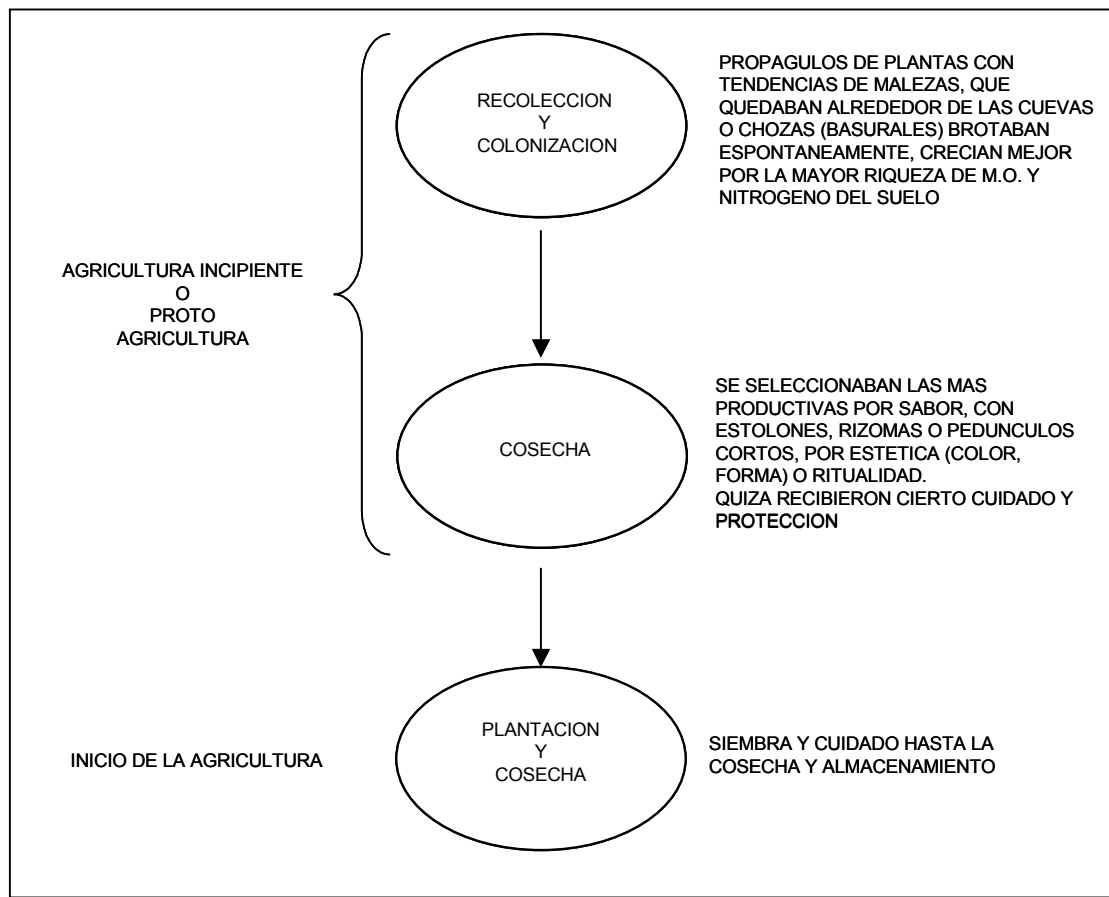 RECOLECCION
Y
COLONIZACION
PROPAGULOS DE PLANTAS CON
TENDENCIAS DE MALEZAS, QUE
QUEDABAN ALREDEDOR DE LAS CUEVAS
O CHOZAS (BASURALES) BROTABAN
ESPONTANEAMENTE, CRECIAN MEJOR
POR LA MAYOR RIQUEZA DE M.O. Y
NITROGENO DEL SUELO
AGRICULTURA INCIPIENTE
O
PROTO
AGRICULTURA
COSECHA
SE SELECCIONABAN LAS MAS
PRODUCTIVAS POR SABOR, CON
ESTOLONES, RIZOMAS O PEDUNCULOS
CORTOS, POR ESTETICA (COLOR,
FORMA) O RITUALIDAD.
QUIZA RECIBIERON CIERTO CUIDADO Y
PROTECCION
INICIO DE LA AGRICULTURA
PLANTACION
Y
COSECHA
SIEMBRA Y CUIDADO HASTA LA
COSECHA Y ALMACENAMIENTO